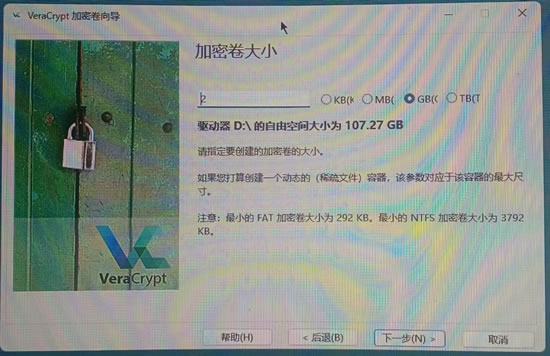 VeraCrypt 加密卷向导
加密卷大小
2
KB(
MB(
GB(
TB(T
驱动器 D:\ 的自由空间大小为 107.27 GB
请指定要创建的加密卷的大小。
如果您打算创建一个动态的（稀疏文件）容器，该参数对应于该容器的最大尺
寸。
注意：最小的 FAT 加密卷大小为 292 KB。最小的 NTFS 加密卷大小为 3792
KB。
VeraCrypt
帮助(H)
< 后退(B)
下一步(N) >
取消